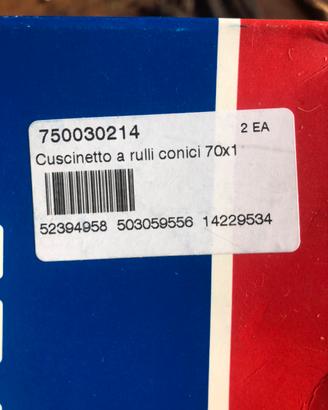 750030214 2 EA
Cuscinetto a rulli conici 70x1
52394958 503059556 14229534